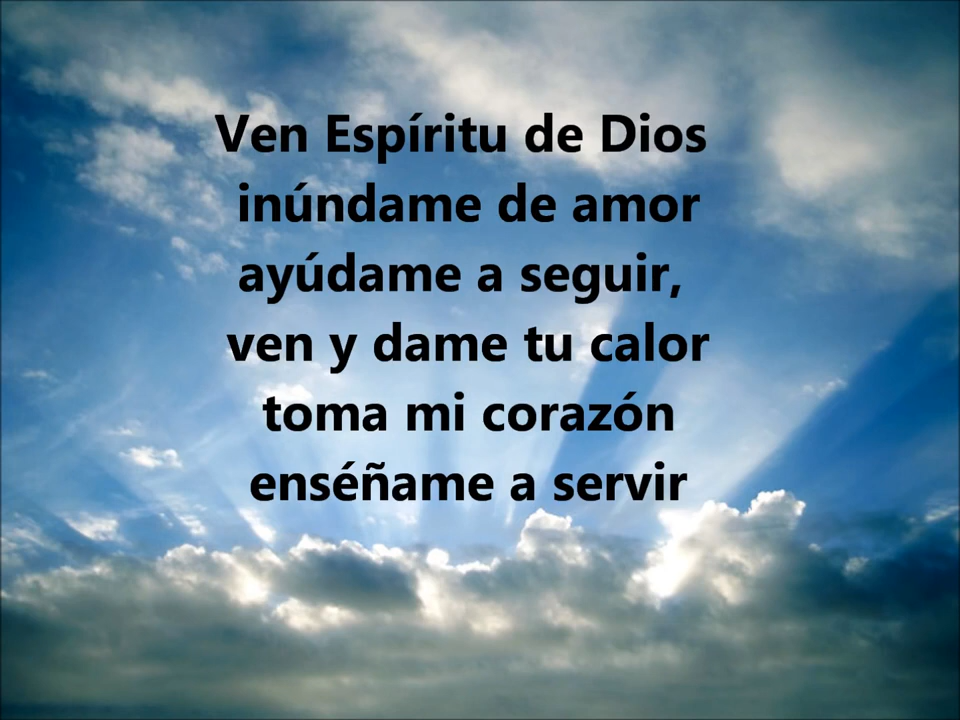 Ven Espíritu de Dios
inúndame de amor
ayúdame a seguir,
ven y dame tu calor
toma mi corazón
enséñame a servir